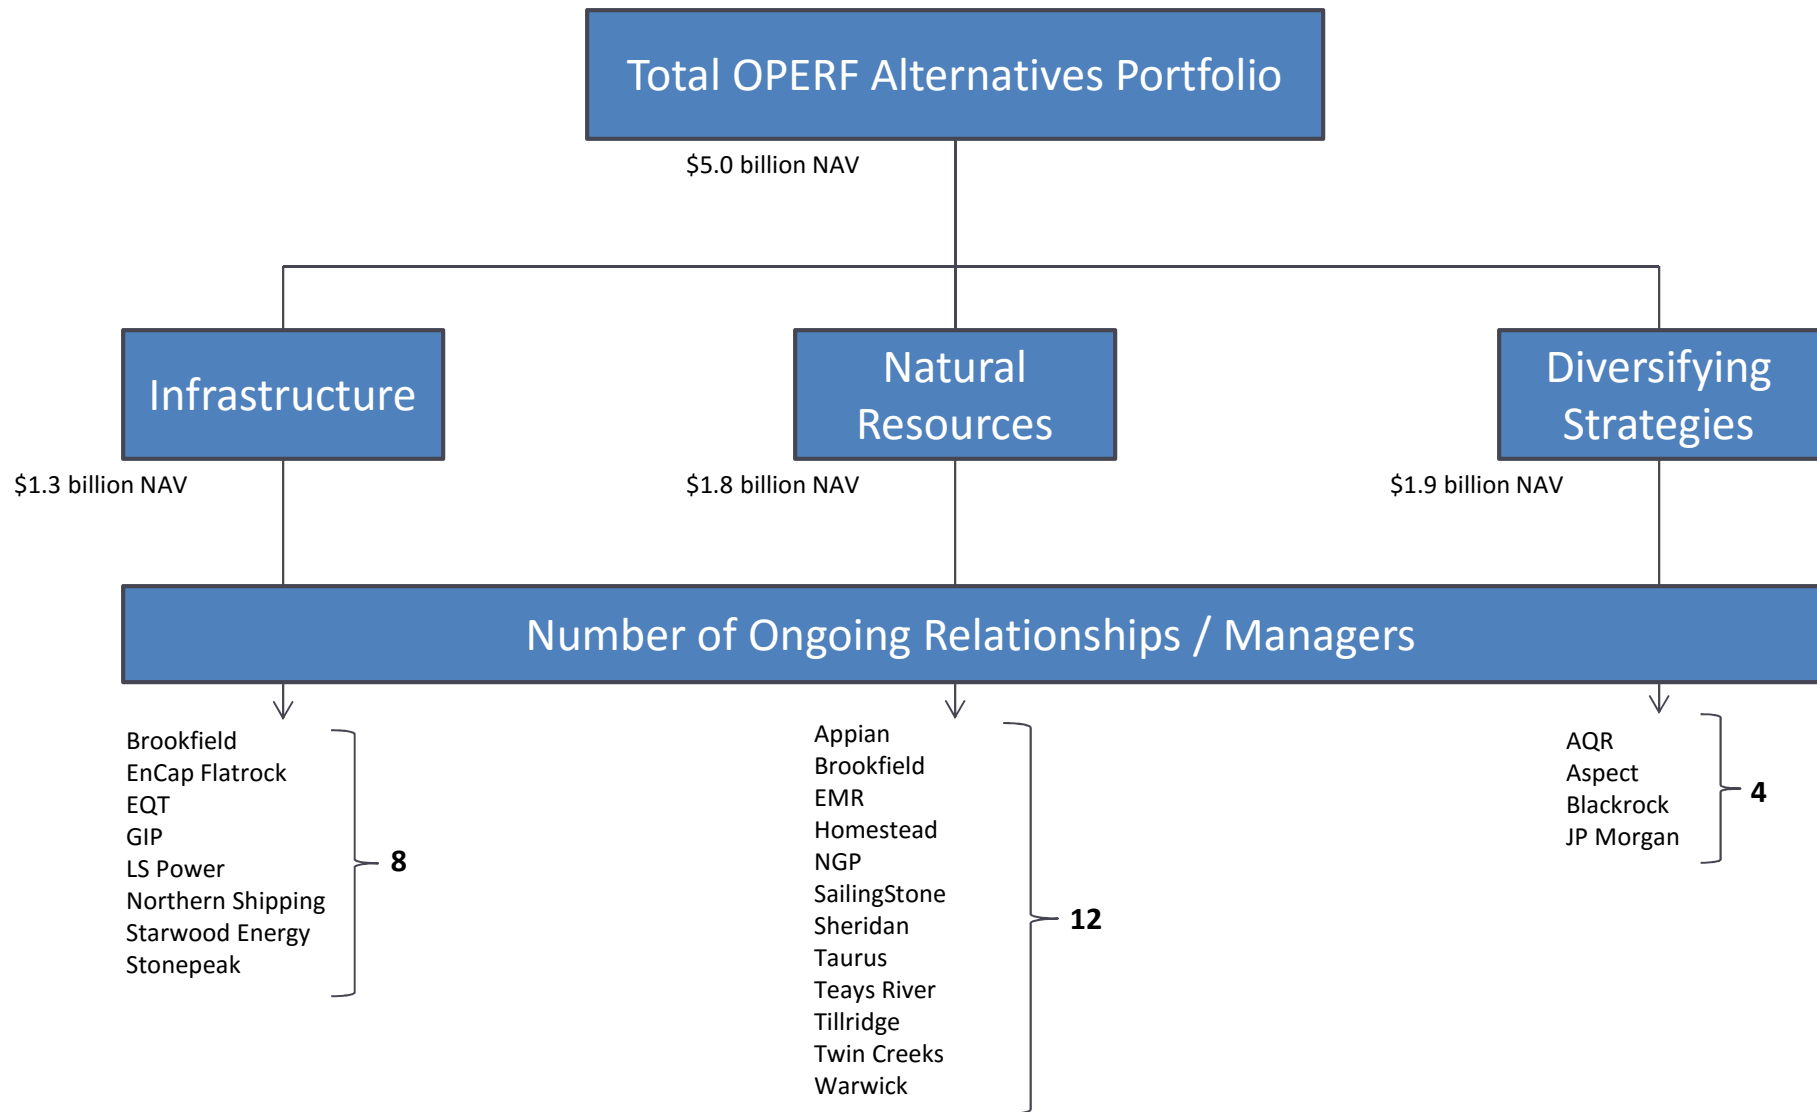 Total OPERF Alternatives Portfolio
$5.0 billion NAV
Infrastructure
$1.3 billion NAV
Natural
Resources
$1.8 billion NAV
Diversifying
Strategies
$1.9 billion NAV
Number of Ongoing Relationships / Managers
Brookfield
EnCap Flatrock
EQT
GIP
LS Power
Northern Shipping
Starwood Energy
Stonepeak
8
Appian
Brookfield
EMR
Homestead
NGP
SailingStone
Sheridan
Taurus
Teays River
Tillridge
Twin Creeks
Warwick
12
AQR
Aspect
Blackrock
JP Morgan
4